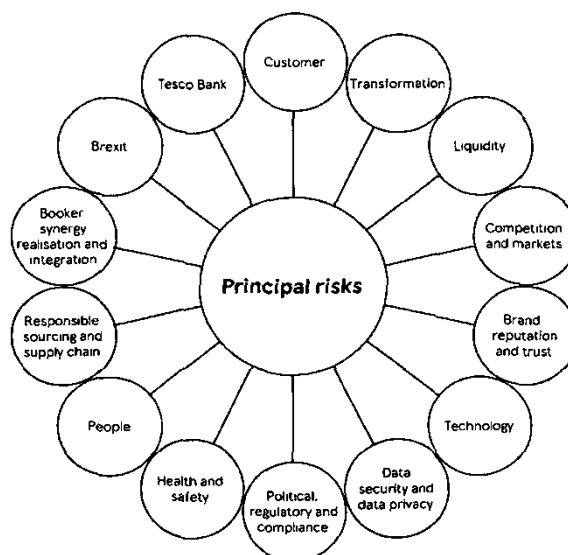 Customer
Transformation
Liquidity
Competition
and markets
Brand
reputation
and trust
Technology
Data
security and
data privacy
Political,
regulatory and
compliance
Health and
safety
People
Responsible
sourcing and
supply chain
Booker
synergy
realisation and
integration
Brexit
Tesco Bank
Principal risks